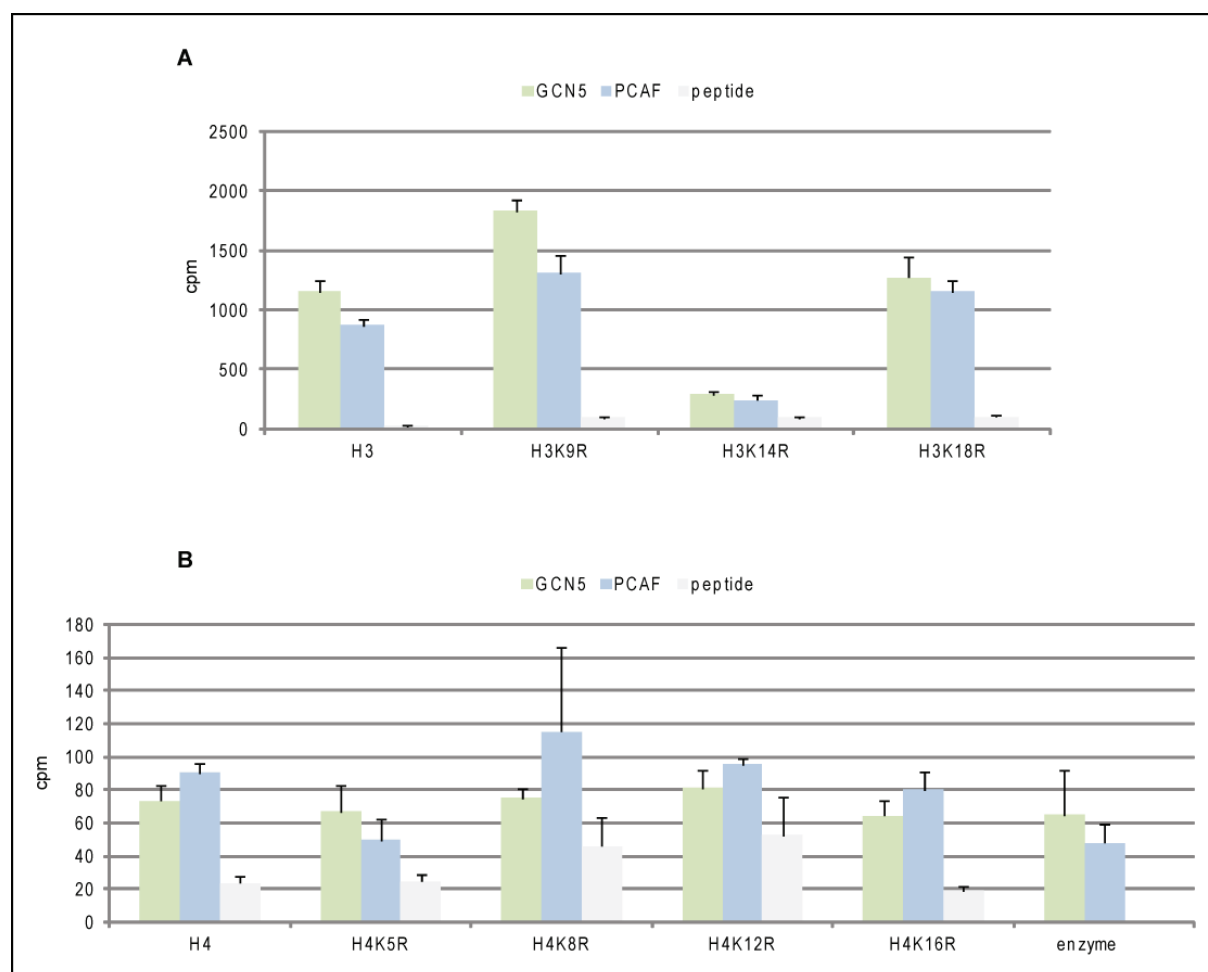 A
GCN5 PCAF peptide
2500
2000
1500
1000
500
0
cpm
H3 H3K9R H3K14R H3K18R
B
GCN5 PCAF peptide
180
160
140
120
100
80
60
40
20
0
cpm
H4 H4K5R H4K8R H4K12R H4K16R enzyme